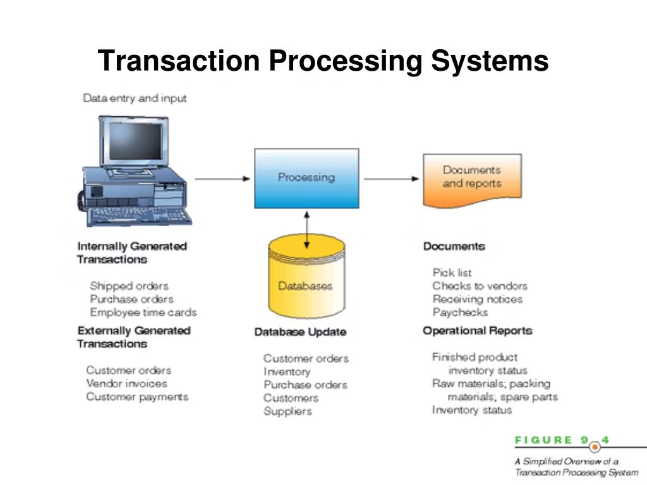 Transaction Processing Systems
Data entry and input
Processing
Documents
and reports
Databases
Internally Generated
Transactions
Shipped orders
Purchase orders
Employee time cards
Externally Generated
Transactions
Customer orders
Vendor invoices
Customer payments
Database Update
Customer orders
Inventory
Purchase orders
Customers
Suppliers
Documents
Pick list
Checks to vendors
Receiving notices
Paychecks
Operational Reports
Finished product
inventory status
Raw materials, packing
materials, spare parts
Inventory status
FIGURE 9.4
A Simplified Overview of a
Transaction Processing System